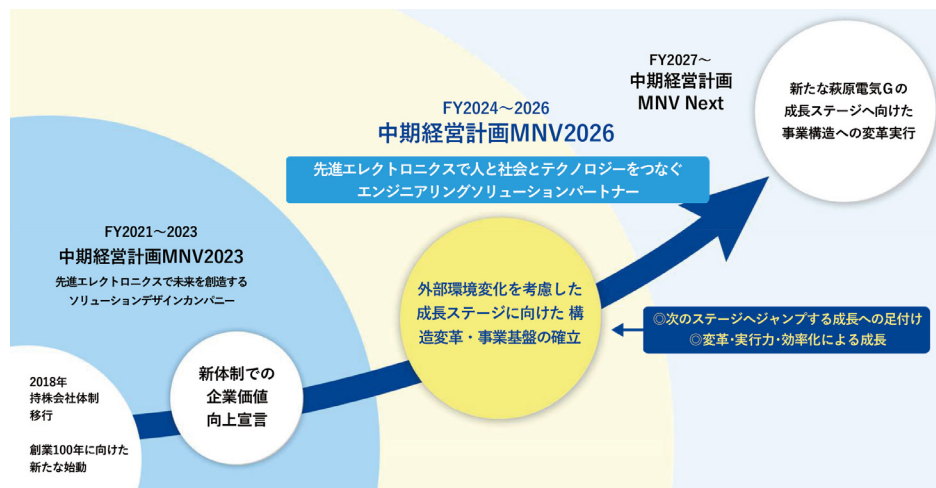 2018年
持株会社体制
移行
創業100年に向けた
新たな始動
FY2021～2023
中期経営計画MNV2023
先進エレクトロニクスで未来を創造する
ソリューションデザインカンパニー
新体制での
企業価値
向上宣言
FY2024～2026
中期経営計画MNV2026
先進エレクトロニクスで人と社会とテクノロジーをつなぐ
エンジニアリングソリューションパートナー
外部環境変化を考慮した
成長ステージに向けた 構
造変革・事業基盤の確立
◎次のステージへジャンプする成長への足付け
◎変革・実行力・効率化による成長
FY2027～
中期経営計画
MNV Next
新たな萩原電気Gの
成長ステージへ向けた
事業構造への変革実行